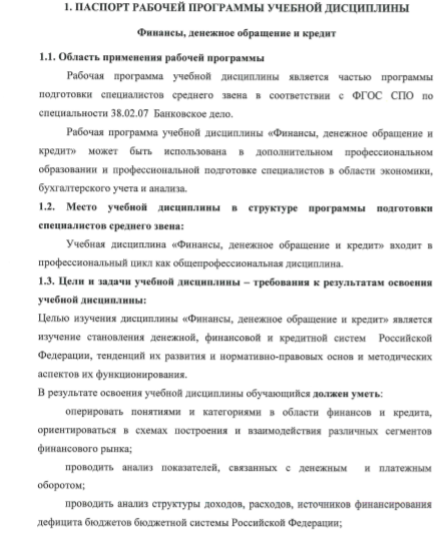 1. ПАСПОРТ РАБОЧЕЙ ПРОГРАММЫ УЧЕБНОЙ ДИСЦИПЛИНЫ
Финансы, денежное обращение и кредит
1.1. Область применения рабочей программы
Рабочая программа учебной дисциплины является частью программы
подготовки специалистов среднего звена в соответствии с ФГОС СПО по
специальности 38.02.07 Банковское дело.
Рабочая программа учебной дисциплины «Финансы, денежное обращение и
кредит» может быть использована в дополнительном профессиональном
образовании и профессиональной подготовке специалистов в области экономики,
бухгалтерского учета и анализа.
1.2. Место учебной дисциплины в структуре программы подготовки
специалистов среднего звена:
Учебная дисциплина «Финансы, денежное обращение и кредит» входит в
профессиональный цикл как общепрофессиональная дисциплина.
1.3. Цели и задачи учебной дисциплины – требования к результатам освоения
учебной дисциплины:
Целью изучения дисциплины «Финансы, денежное обращение и кредит» является
изучение становления денежной, финансовой и кредитной систем Российской
Федерации, тенденций их развития и нормативно-правовых основ и методических
аспектов их функционирования.
В результате освоения учебной дисциплины обучающийся должен уметь:
оперировать понятиями и категориями в области финансов и кредита,
ориентироваться в схемах построения и взаимодействия различных сегментов
финансового рынка;
проводить анализ показателей, связанных с денежным и платежным
оборотом;
проводить анализ структуры доходов, расходов, источников финансирования
дефицита бюджетов бюджетной системы Российской Федерации;